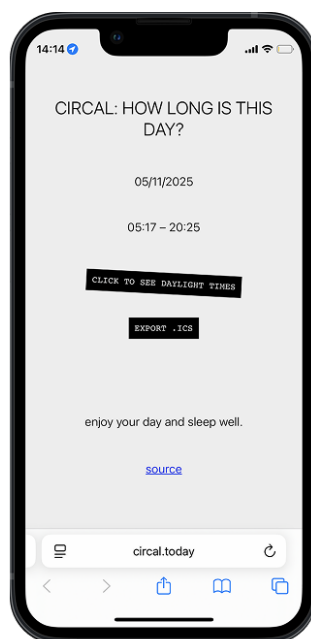 14:14
CIRCAL: HOW LONG IS THIS
DAY?
05/11/2025
05:17 – 20:25
CLICK TO SEE DAYLIGHT TIMES
EXPORT .ICS
enjoy your day and sleep well.
source
circal.today